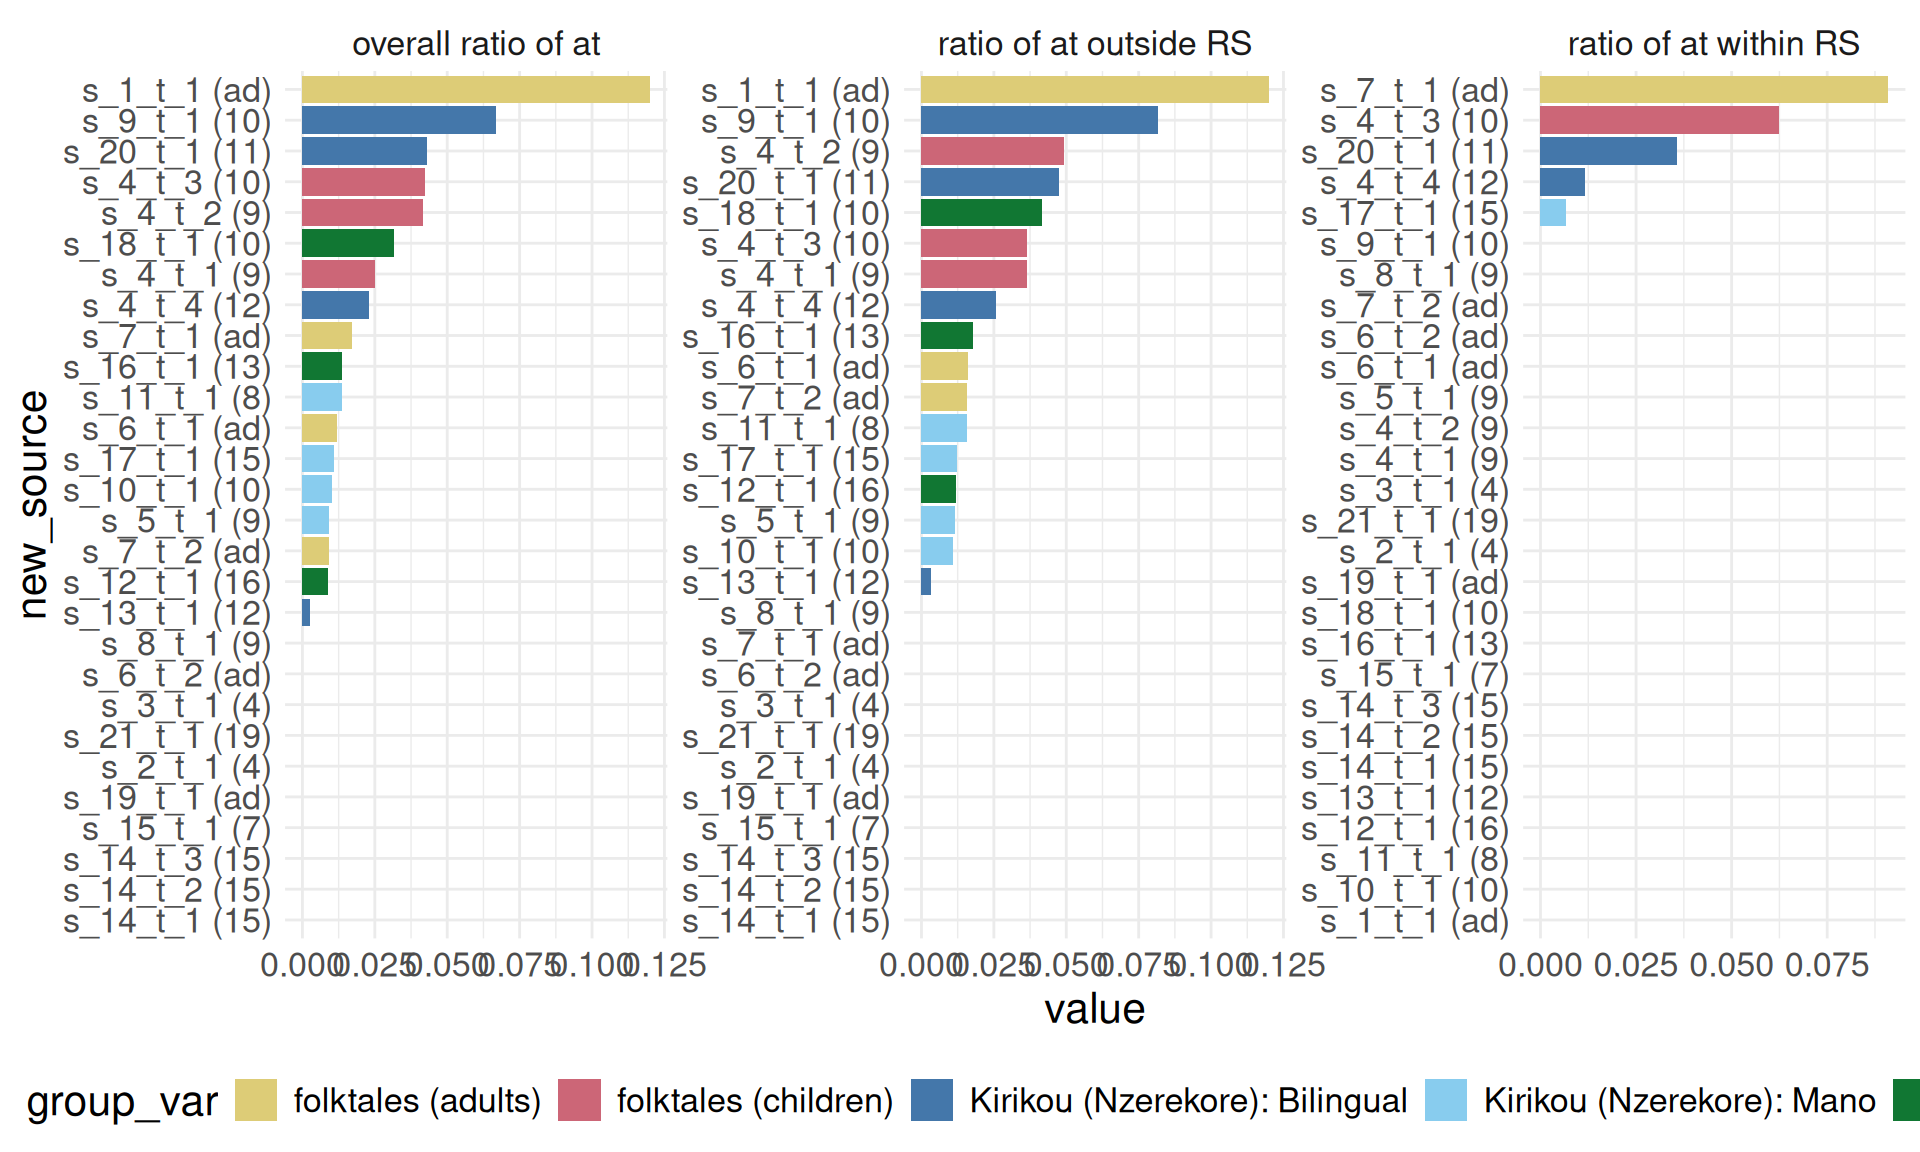 overall ratio of at
s_1_t_1 (ad)
s_9_t_1 (10)
s_20_t_1 (11)
s_4_t_3 (10)
s_4_t_2 (9)
s_18_t_1 (10)
s_4_t_1 (9)
s_4_t_4 (12)
s_7_t_1 (ad)
s_16_t_1 (13)
s_11_t_1 (8)
s_6_t_1 (ad)
s_17_t_1 (15)
s_10_t_1 (10)
s_5_t_1 (9)
s_7_t_2 (ad)
s_12_t_1 (16)
s_13_t_1 (12)
s_8_t_1 (9)
s_6_t_2 (ad)
s_3_t_1 (4)
s_21_t_1 (19)
s_2_t_1 (4)
s_19_t_1 (ad)
s_15_t_1 (7)
s_14_t_3 (15)
s_14_t_2 (15)
s_14_t_1 (15)
0.000 0.025 0.050 0.075 0.100 0.125
ratio of at outside RS
s_1_t_1 (ad)
s_9_t_1 (10)
s_4_t_2 (9)
s_20_t_1 (11)
s_18_t_1 (10)
s_4_t_3 (10)
s_4_t_1 (9)
s_4_t_4 (12)
s_16_t_1 (13)
s_6_t_1 (ad)
s_7_t_2 (ad)
s_11_t_1 (8)
s_17_t_1 (15)
s_12_t_1 (16)
s_5_t_1 (9)
s_10_t_1 (10)
s_13_t_1 (12)
s_8_t_1 (9)
s_7_t_1 (ad)
s_6_t_2 (ad)
s_3_t_1 (4)
s_21_t_1 (19)
s_2_t_1 (4)
s_19_t_1 (ad)
s_15_t_1 (7)
s_14_t_3 (15)
s_14_t_2 (15)
s_14_t_1 (15)
0.000 0.025 0.050 0.075 0.100 0.125
ratio of at within RS
s_7_t_1 (ad)
s_4_t_3 (10)
s_20_t_1 (11)
s_4_t_4 (12)
s_17_t_1 (15)
s_9_t_1 (10)
s_8_t_1 (9)
s_7_t_2 (ad)
s_6_t_2 (ad)
s_6_t_1 (ad)
s_5_t_1 (9)
s_4_t_2 (9)
s_4_t_1 (9)
s_3_t_1 (4)
s_21_t_1 (19)
s_2_t_1 (4)
s_19_t_1 (ad)
s_18_t_1 (10)
s_16_t_1 (13)
s_15_t_1 (7)
s_14_t_3 (15)
s_14_t_2 (15)
s_14_t_1 (15)
s_13_t_1 (12)
s_12_t_1 (16)
s_11_t_1 (8)
s_10_t_1 (10)
s_1_t_1 (ad)
0.000 0.025 0.050 0.075
new_source
value
group_var folktales (adults) folktales (children) Kirikou (Nzerekore): Bilingual Kirikou (Nzerekore): Mano